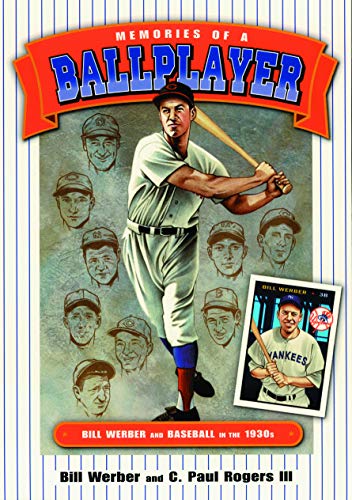 MEMORIES OF A
BALLPLAYER
BILL WERBER 3B
YANKEES
BILL WERBER AND BASEBALL IN THE 1930s
Bill Werber and C. Paul Rogers III